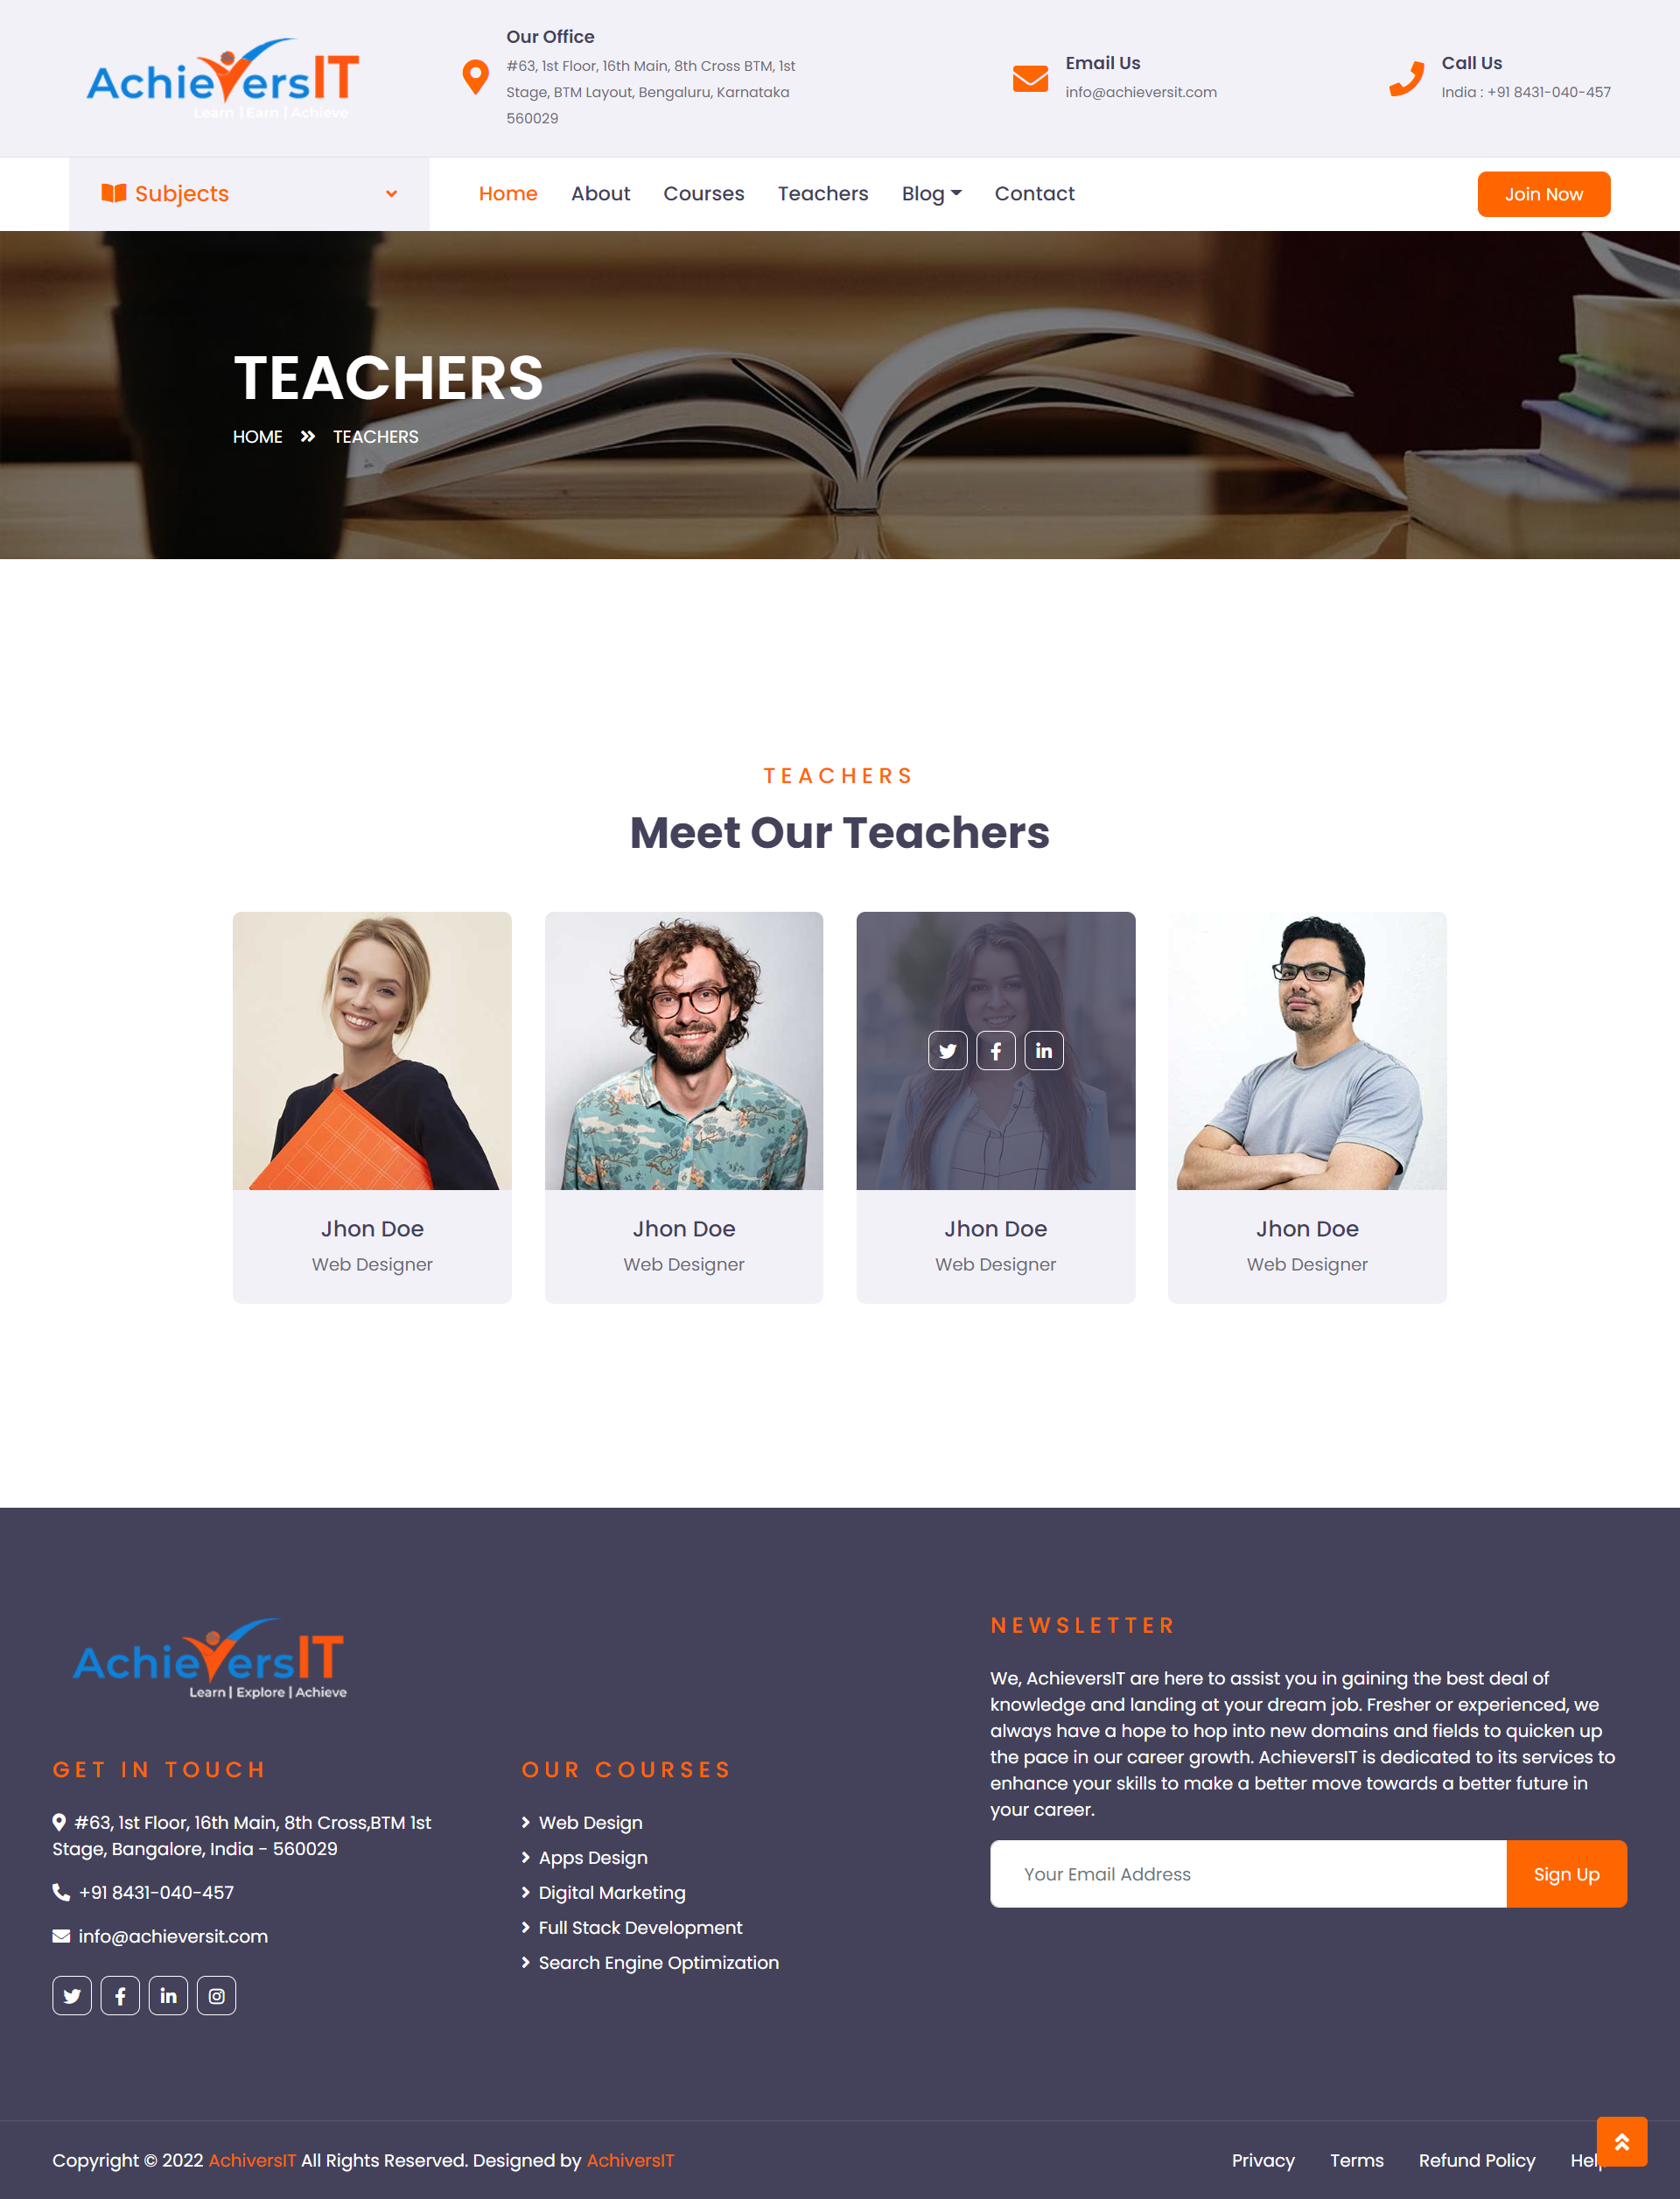 AchieversIT
Learn | Earn | Achieve
Our Office
#63, 1st Floor, 16th Main, 8th Cross BTM, 1st
Stage, BTM Layout, Bengaluru, Karnataka
560029
Email Us
info@achieversit.com
Call Us
India : +91 8431-040-457
Subjects
Home
About
Courses
Teachers
Blog
Contact
Join Now
TEACHERS
HOME
TEACHERS
TEACHERS
Meet Our Teachers
Jhon Doe
Web Designer
Jhon Doe
Web Designer
Jhon Doe
Web Designer
Jhon Doe
Web Designer
AchieversIT
Learn | Explore | Achieve
GET IN TOUCH
#63, 1st Floor, 16th Main, 8th Cross,BTM 1st
Stage, Bangalore, India - 560029
+91 8431-040-457
info@achieversit.com
OUR COURSES
Web Design
Apps Design
Digital Marketing
Full Stack Development
Search Engine Optimization
NEWSLETTER
We, AchieversIT are here to assist you in gaining the best deal of
knowledge and landing at your dream job. Fresher or experienced, we
always have a hope to hop into new domains and fields to quicken up
the pace in our career growth. AchieversIT is dedicated to its services to
enhance your skills to make a better move towards a better future in
your career.
Your Email Address
Sign Up
Copyright © 2022 AchiversIT All Rights Reserved. Designed by AchiversIT
Privacy
Terms
Refund Policy
Help